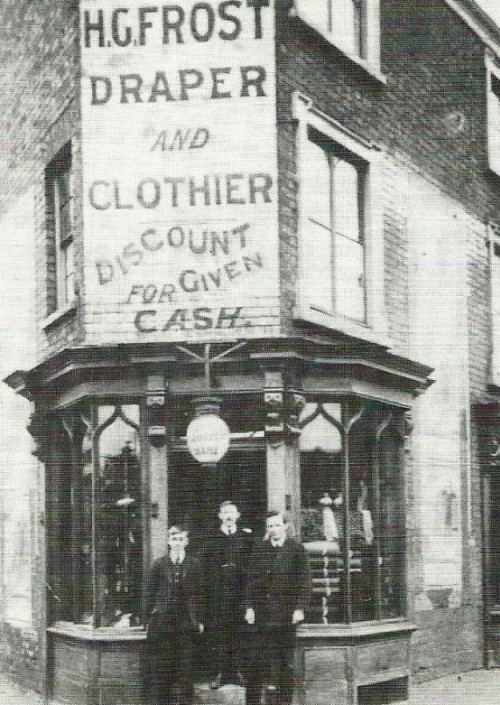 H.G. FROST
DRAPER
AND
CLOTHIER
DISCOUNT
GIVEN
FOR
CASH.